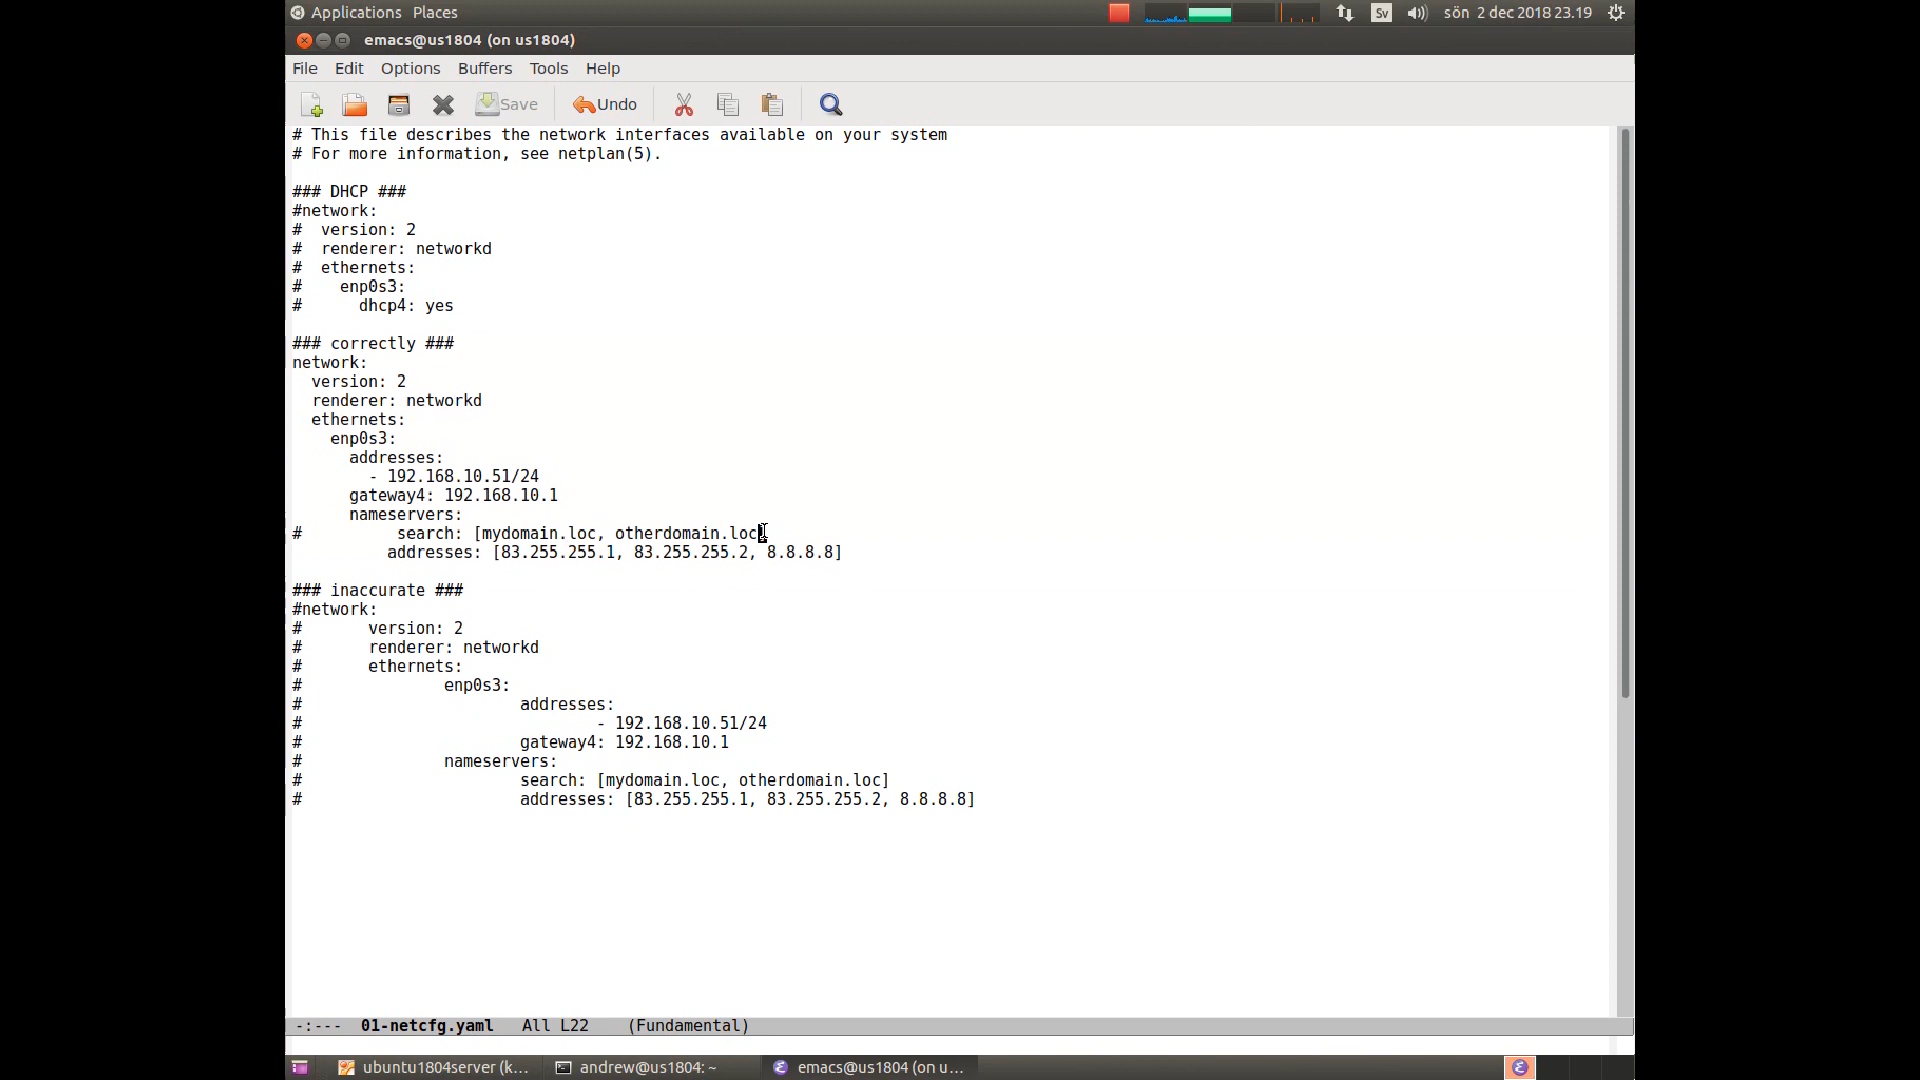 Applications Places
Sv
sön 2 dec 2018 23.19
emacs@us1804 (on us1804)
File Edit Options Buffers Tools Help
Save Undo
# This file describes the network interfaces available on your system
# For more information, see netplan(5).
### DHCP ###
#network:
#  version: 2
#  renderer: networkd
#  ethernets:
#    enp0s3:
#      dhcp4: yes
### correctly ###
network:
  version: 2
  renderer: networkd
  ethernets:
    enp0s3:
      addresses:
        - 192.168.10.51/24
      gateway4: 192.168.10.1
      nameservers:
#          search: [mydomain.loc, otherdomain.loc]
          addresses: [83.255.255.1, 83.255.255.2, 8.8.8.8]
### inaccurate ###
#network:
#       version: 2
#       renderer: networkd
#       ethernets:
#               enp0s3:
#                       addresses:
#                               - 192.168.10.51/24
#                       gateway4: 192.168.10.1
#               nameservers:
#                       search: [mydomain.loc, otherdomain.loc]
#                       addresses: [83.255.255.1, 83.255.255.2, 8.8.8.8]
-:---  01-netcfg.yaml   All L22    (Fundamental)
ubuntu1804server (k...
andrew@us1804: ~
emacs@us1804 (on u...